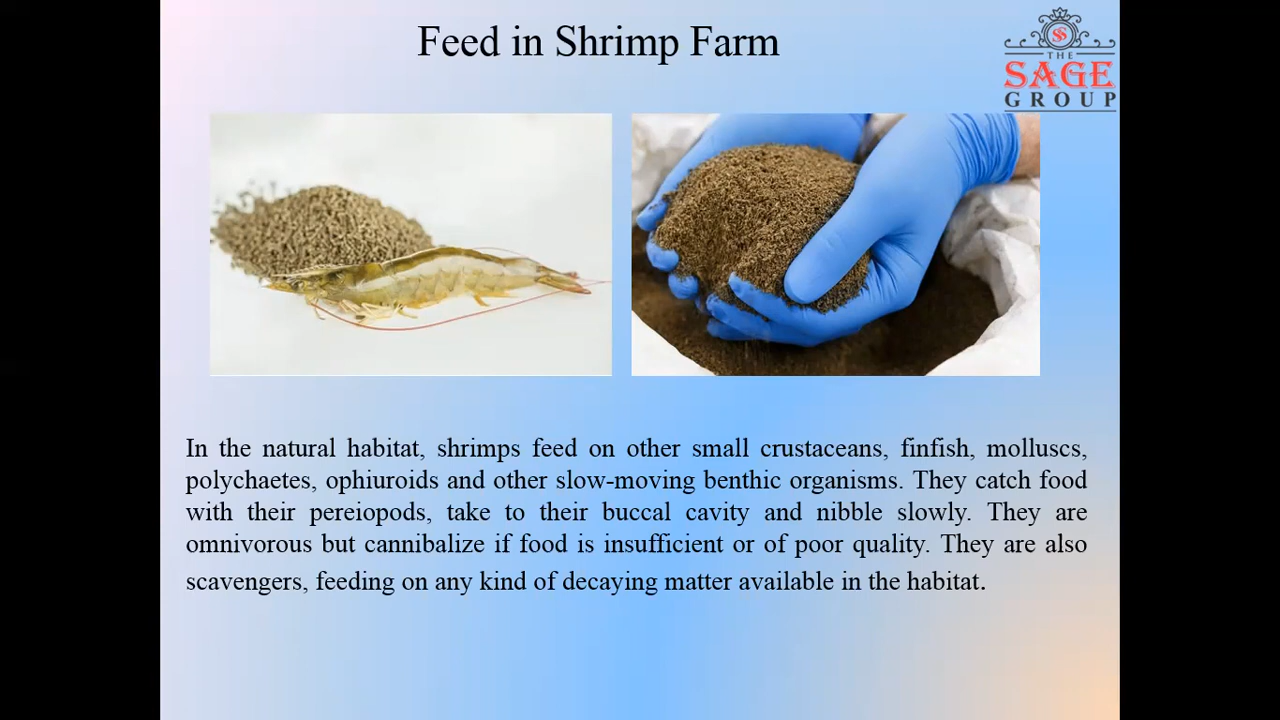 Feed in Shrimp Farm
SS
THE
SAGE
GROUP
In the natural habitat, shrimps feed on other small crustaceans, finfish, molluscs,
polychaetes, ophiuroids and other slow-moving benthic organisms. They catch food
with their pereiopods, take to their buccal cavity and nibble slowly. They are
omnivorous but cannibalize if food is insufficient or of poor quality. They are also
scavengers, feeding on any kind of decaying matter available in the habitat.